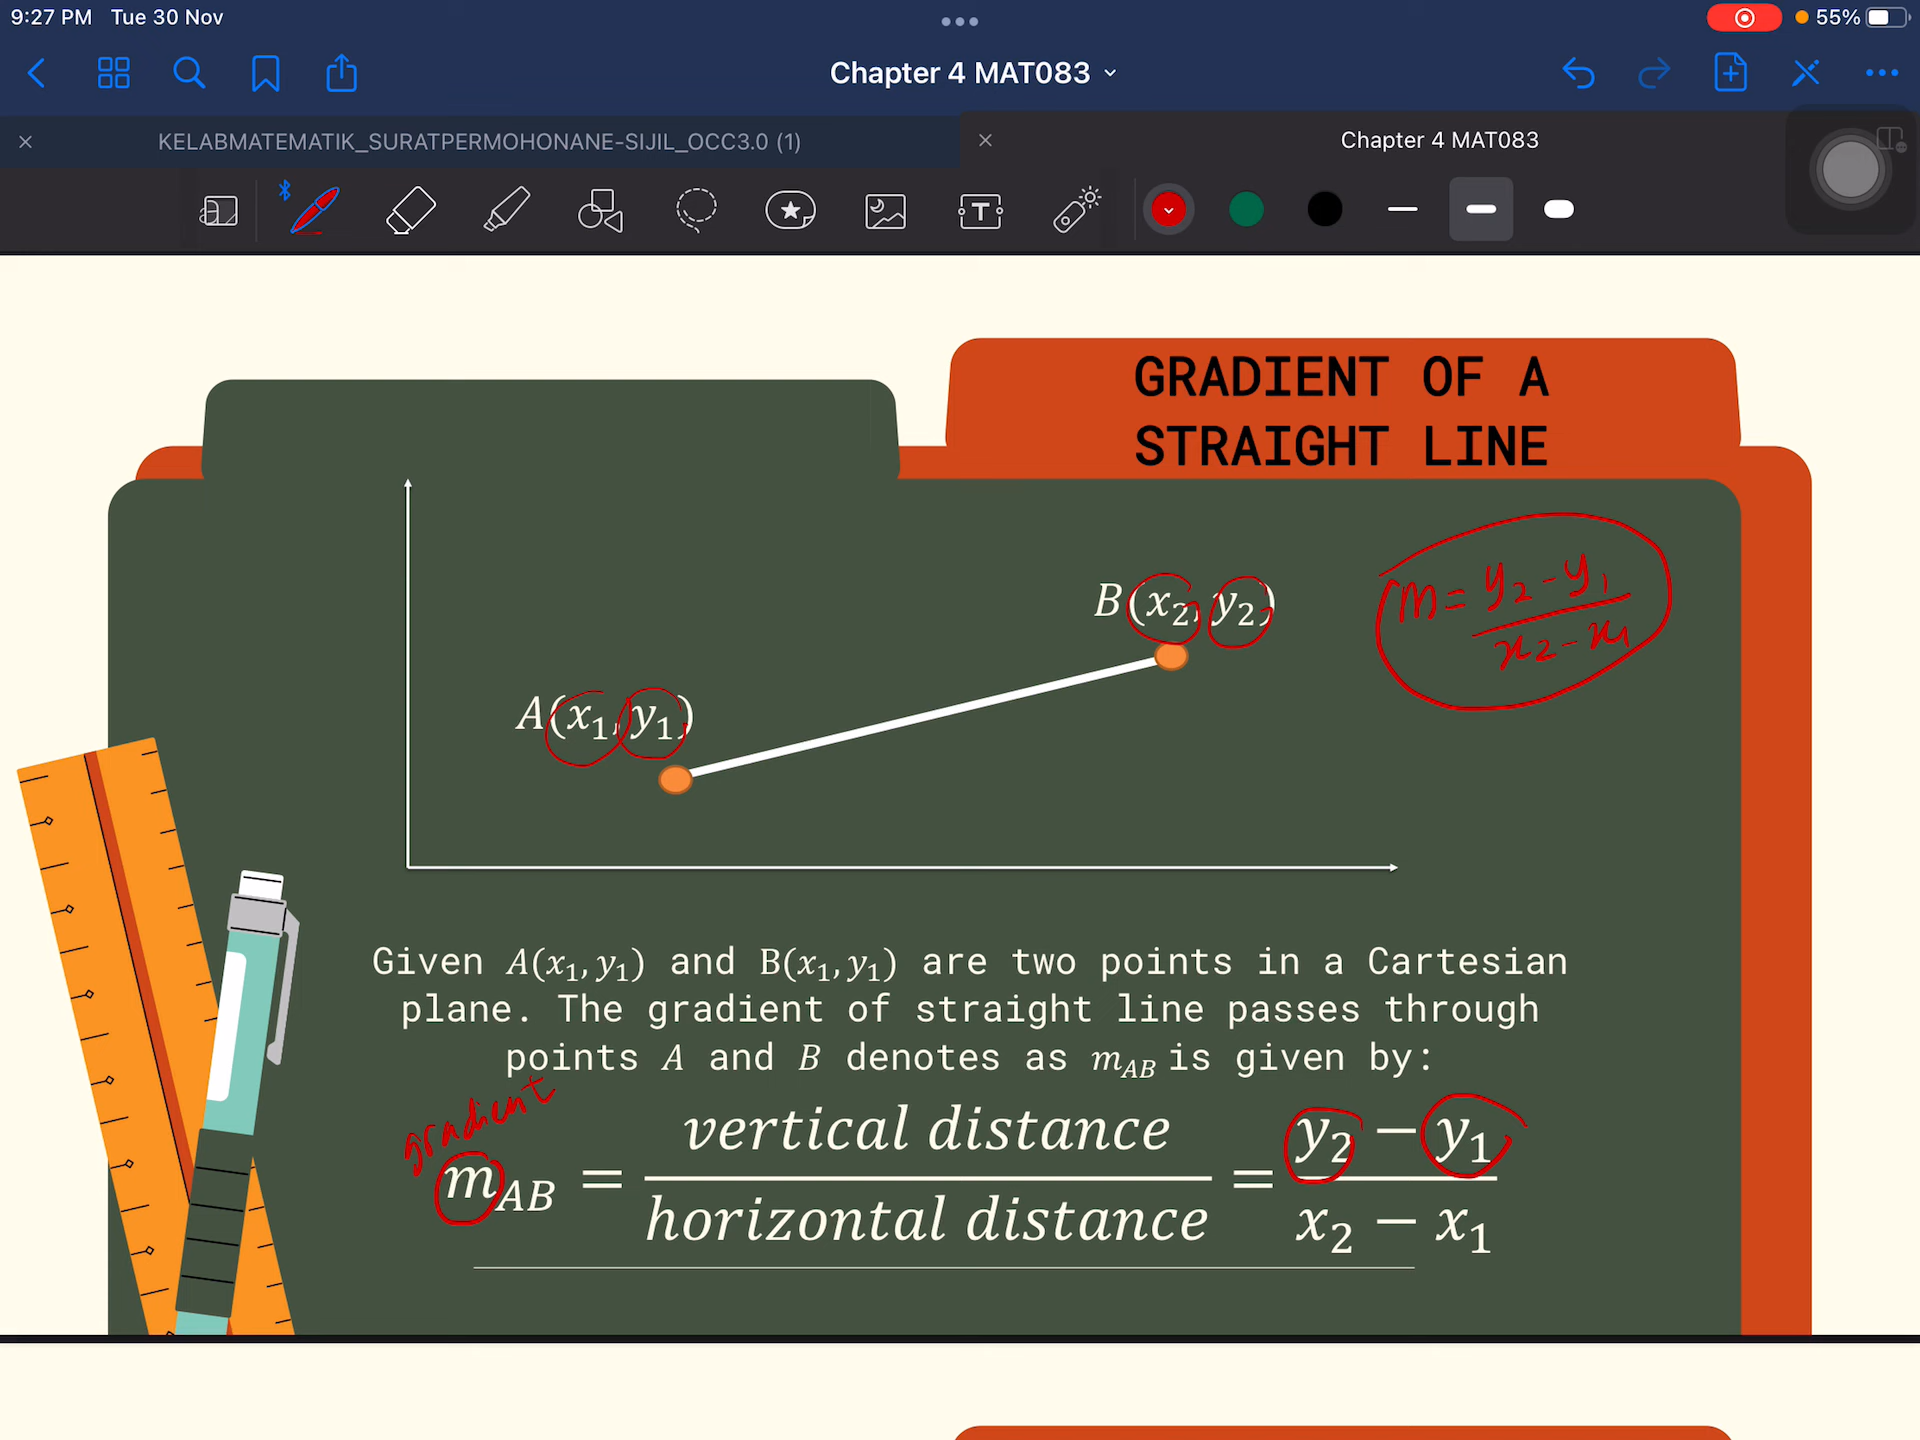 9:27 PM Tue 30 Nov
55%
Chapter 4 MAT083
KELABMATEMATIK_SURATPERMOHONANE-SIJIL_OCC3.0 (1)
Chapter 4 MAT083
T
GRADIENT OF A
STRAIGHT LINE
B(x₂, y₂)
m = y₂ - y₁ / x₂ - x₁
A(x₁, y₁)
Given A(x₁, y₁) and B(x₁, y₁) are two points in a Cartesian
plane. The gradient of straight line passes through
points A and B denotes as m_AB is given by:
gradient
m_AB = vertical distance / horizontal distance = y₂ − y₁ / x₂ − x₁